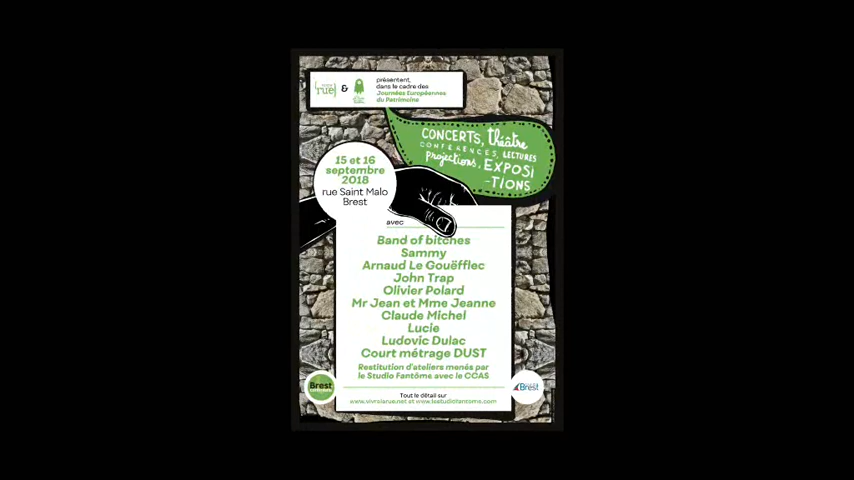 rue & présentent,
dans le cadre des
Journées Européennes
du Patrimoine
CONCERTS, théâtre
CONFÉRENCES, LECTURES
projections, EXPOSI
-TIONS
15 et 16
septembre
2018
rue Saint Malo
Brest
avec
Band of bitches
Sammy
Arnaud Le Gouëfflec
John Trap
Olivier Polard
Mr Jean et Mme Jeanne
Claude Michel
Lucie
Ludovic Dulac
Court métrage DUST
Restitution d'ateliers menés par
le Studio Fantôme avec le CCAS
Brest
Brest
Tout le détail sur
www.vivrelarue.net et www.lestudiofantome.com